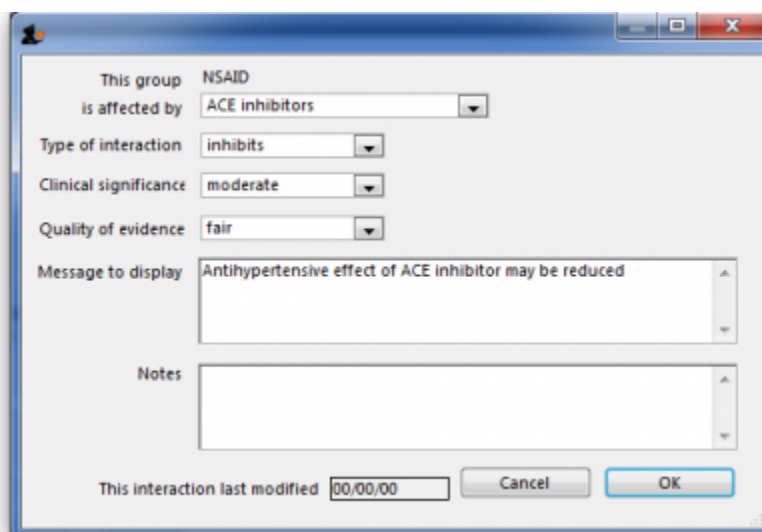 This group NSAID
is affected by ACE inhibitors
Type of interaction inhibits
Clinical significance moderate
Quality of evidence fair
Message to display Antihypertensive effect of ACE inhibitor may be reduced
Notes
This interaction last modified 00/00/00 Cancel OK